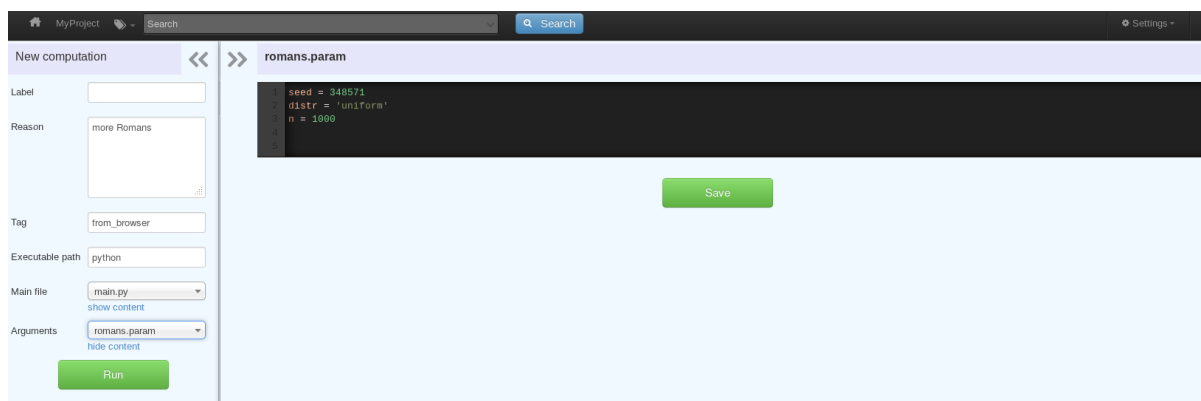 MyProject Search Search Settings
New computation
Label
Reason more Romans
Tag from_browser
Executable path python
Main file main.py
show content
Arguments romans.param
hide content
Run
romans.param
1 seed = 348571
2 distr = 'uniform'
3 n = 1000
4
5
Save